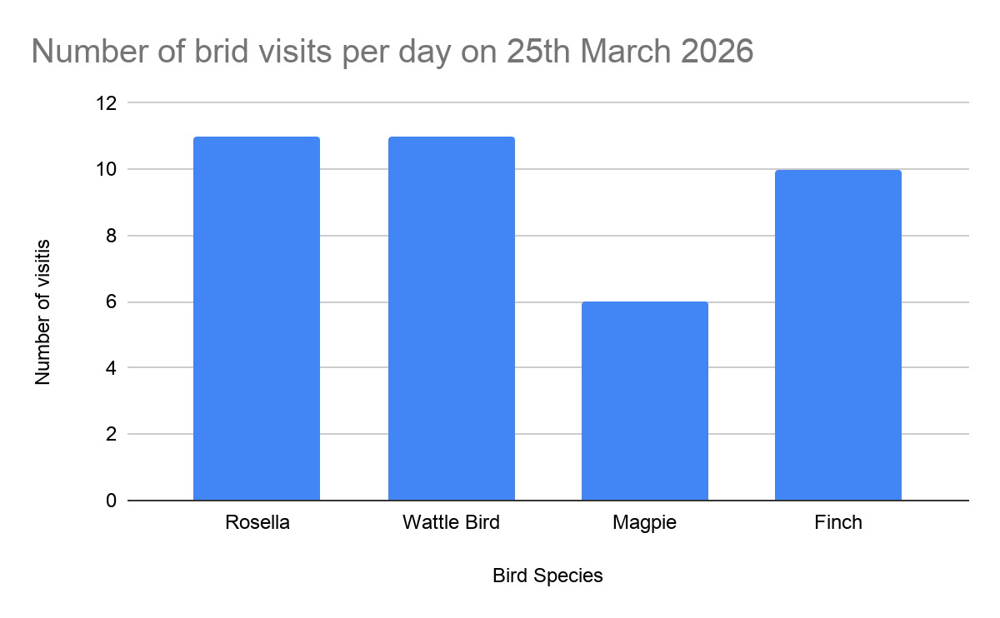 Number of brid visits per day on 25th March 2026
12
10
8
6
4
2
0
Number of visitis
Rosella Wattle Bird Magpie Finch
Bird Species